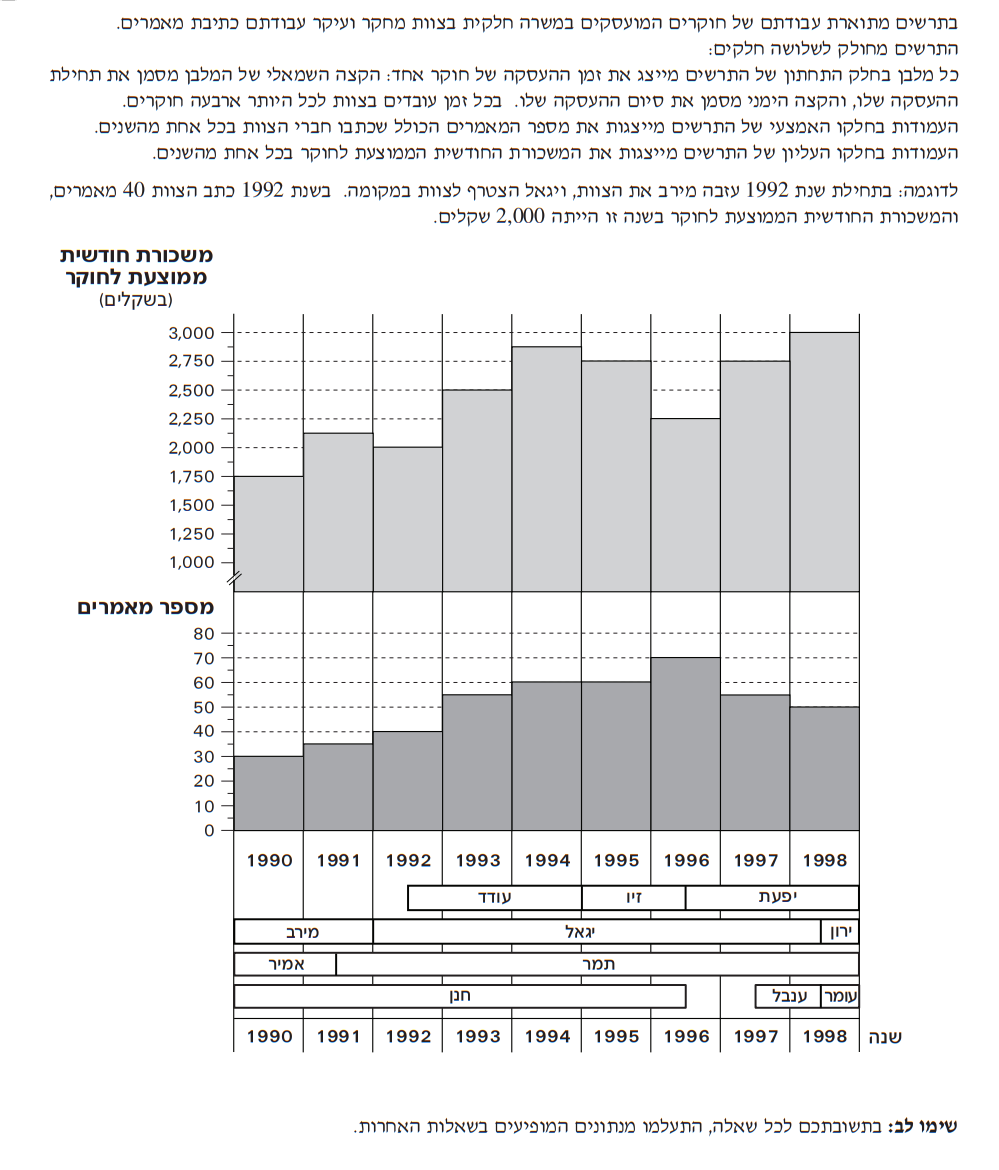 בתרשים מתוארת עבודתם של חוקרים המועסקים במשרה חלקית בצוות מחקר ועיקר עבודתם כתיבת מאמרים.
התרשים מחולק לשלושה חלקים:
כל מלבן בחלק התחתון של התרשים מייצג את זמן ההעסקה של חוקר אחד: הקצה השמאלי של המלבן מסמן את תחילת
ההעסקה שלו, והקצה הימני מסמן את סיום ההעסקה שלו. בכל זמן עובדים בצוות לכל היותר ארבעה חוקרים.
העמודות בחלקו האמצעי של התרשים מייצגות את מספר המאמרים הכולל שכתבו חברי הצוות בכל אחת מהשנים.
העמודות בחלקו העליון של התרשים מייצגות את המשכורת החודשית הממוצעת לחוקר בכל אחת מהשנים.
לדוגמה: בתחילת שנת 1992 עזבה מירב את הצוות, ויגאל הצטרף לצוות במקומה. בשנת 1992 כתב הצוות 40 מאמרים,
והמשכורת החודשית הממוצעת לחוקר בשנה זו הייתה 2,000 שקלים.
משכורת חודשית
ממוצעת לחוקר
(בשקלים)
3,000
2,750
2,500
2,250
2,000
1,750
1,500
1,250
1,000
מספר מאמרים
80
70
60
50
40
30
20
10
0
1990 1991 1992 1993 1994 1995 1996 1997 1998
עודד זיו יפעת
מירב יגאל ירון
אמיר תמר
חנן ענבל עומר
1990 1991 1992 1993 1994 1995 1996 1997 1998 שנה
שימו לב: בתשובתכם לכל שאלה, התעלמו מנתונים המופיעים בשאלות האחרות.